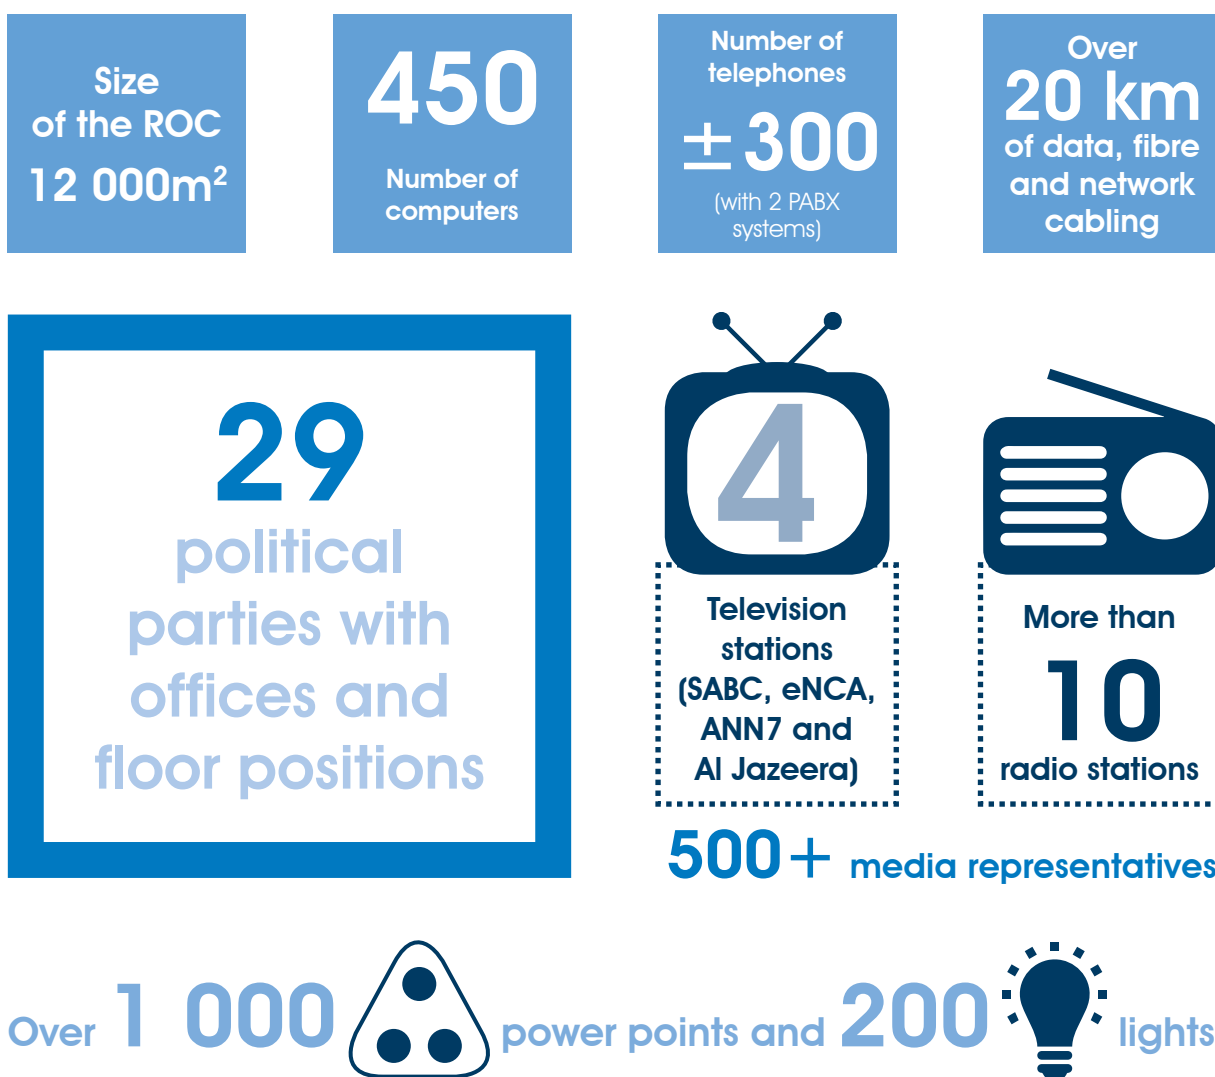 Size
of the ROC
12 000m²
450
Number of
computers
Number of
telephones
±300
(with 2 PABX
systems)
Over
20 km
of data, fibre
and network
cabling
29
political
parties with
offices and
floor positions
4
Television
stations
(SABC, eNCA,
ANN7 and
Al Jazeera)
More than
10
radio stations
500+ media representatives
Over 1 000 power points and 200 lights